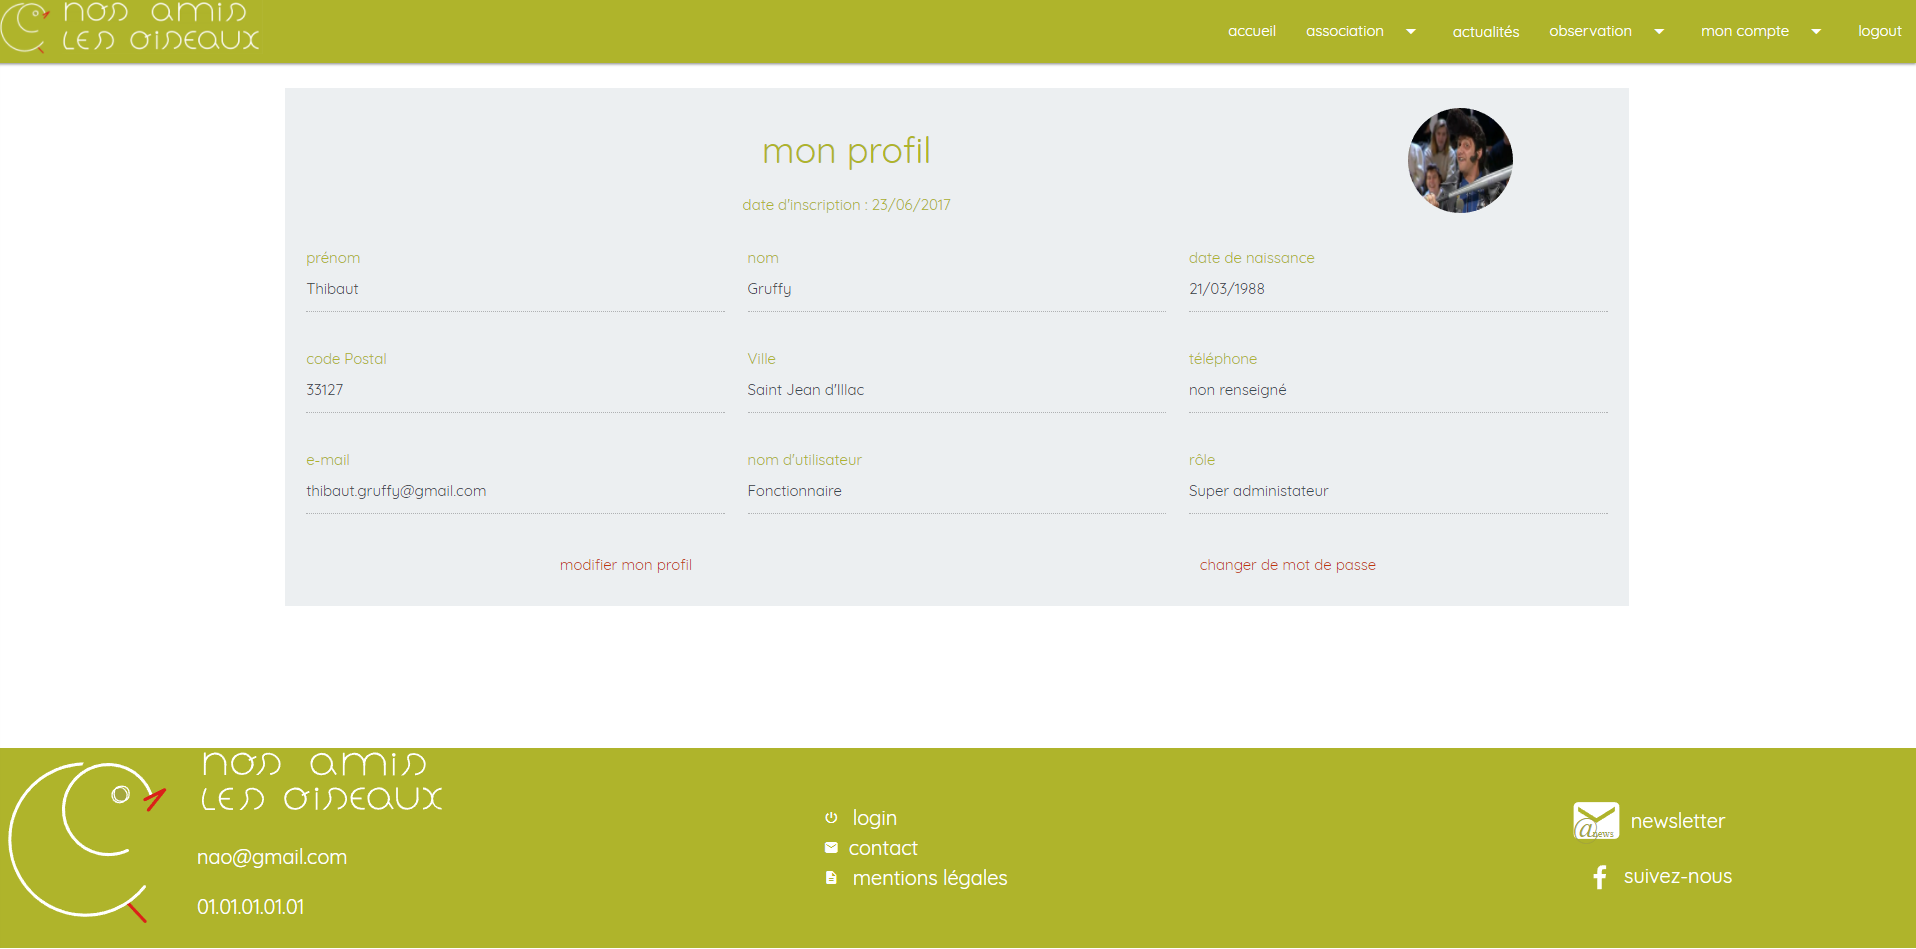 nos amis
les oiseaux
accueil association actualités observation mon compte logout
mon profil
date d'inscription : 23/06/2017
prénom nom date de naissance
Thibaut Gruffy 21/03/1988
code Postal Ville téléphone
33127 Saint Jean d'Illac non renseigné
e-mail nom d'utilisateur rôle
thibaut.gruffy@gmail.com Fonctionnaire Super administateur
modifier mon profil changer de mot de passe
nos amis
les oiseaux
nao@gmail.com
01.01.01.01.01
login
contact
mentions légales
@news newsletter
suivez-nous